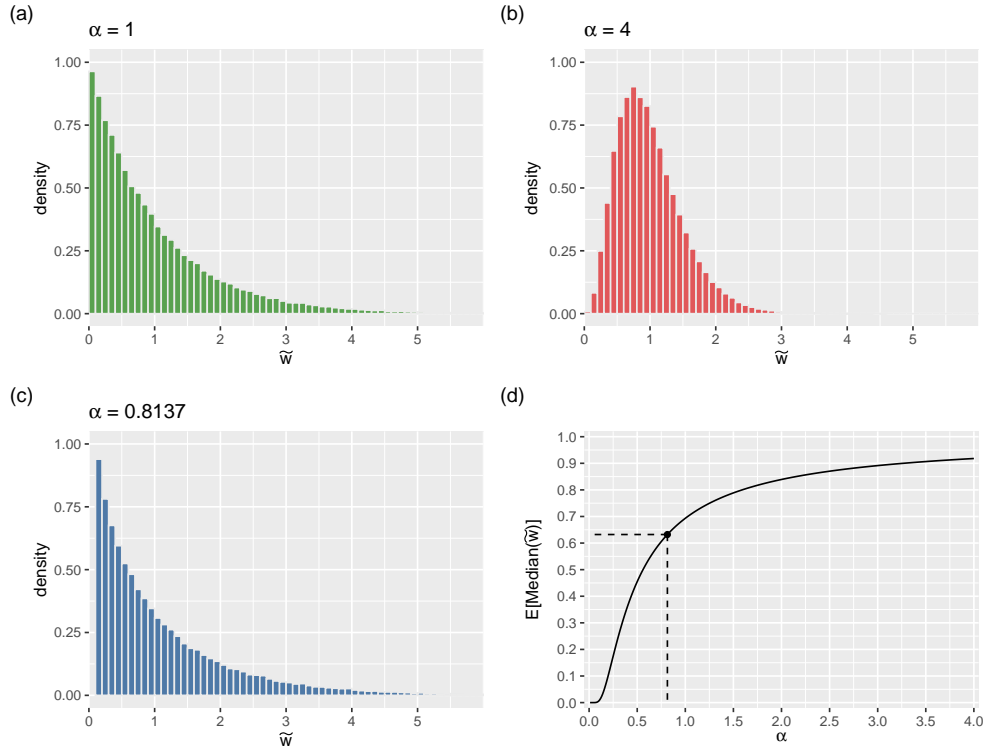 (a)
α = 1
1.00
0.75
0.50
0.25
0.00
density
0 1 2 3 4 5
w̃
(b)
α = 4
1.00
0.75
0.50
0.25
0.00
density
0 1 2 3 4 5
w̃
(c)
α = 0.8137
1.00
0.75
0.50
0.25
0.00
density
0 1 2 3 4 5
w̃
(d)
1.0
0.9
0.8
0.7
0.6
0.5
0.4
0.3
0.2
0.1
0.0
E[Median(w̃)]
0.0 0.5 1.0 1.5 2.0 2.5 3.0 3.5 4.0
α